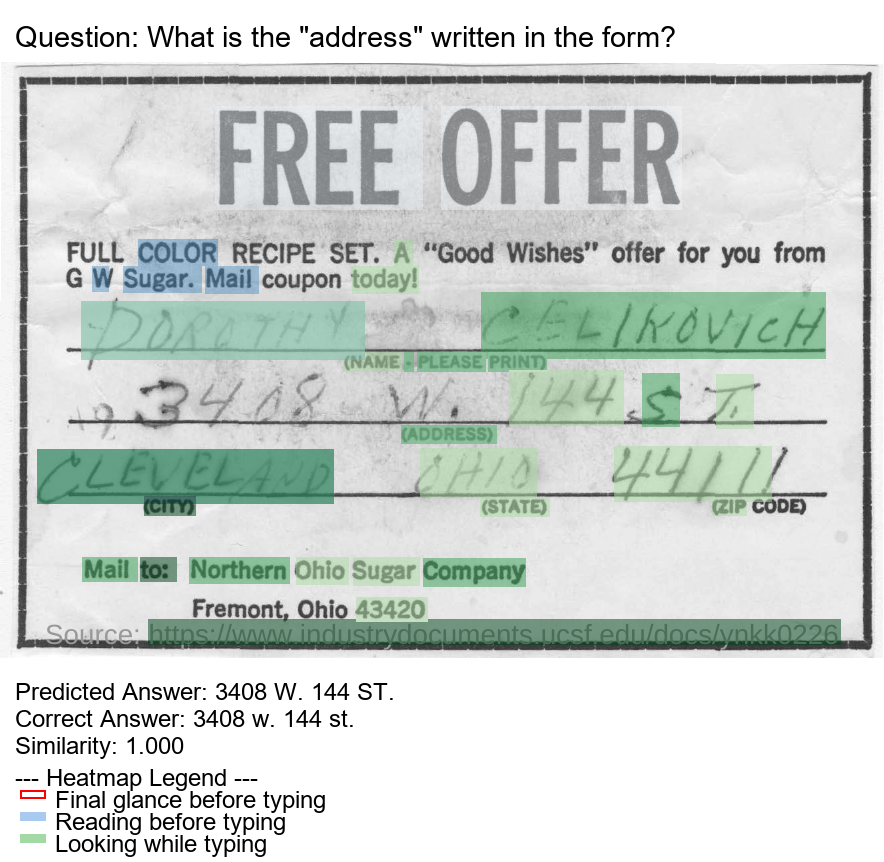 Question: What is the "address" written in the form?
FREE OFFER
FULL COLOR RECIPE SET. A “Good Wishes” offer for you from
G W Sugar. Mail coupon today!
DOROTHY CELIKOVICH
(NAME - PLEASE PRINT)
3408 W. 144 ST.
(ADDRESS)
CLEVELAND OHIO 44111
(CITY) (STATE) (ZIP CODE)
Mail to: Northern Ohio Sugar Company
Fremont, Ohio 43420
Source: https://www.industrydocuments.ucsf.edu/docs/ynkk0226
Predicted Answer: 3408 W. 144 ST.
Correct Answer: 3408 w. 144 st.
Similarity: 1.000
--- Heatmap Legend ---
Final glance before typing
Reading before typing
Looking while typing